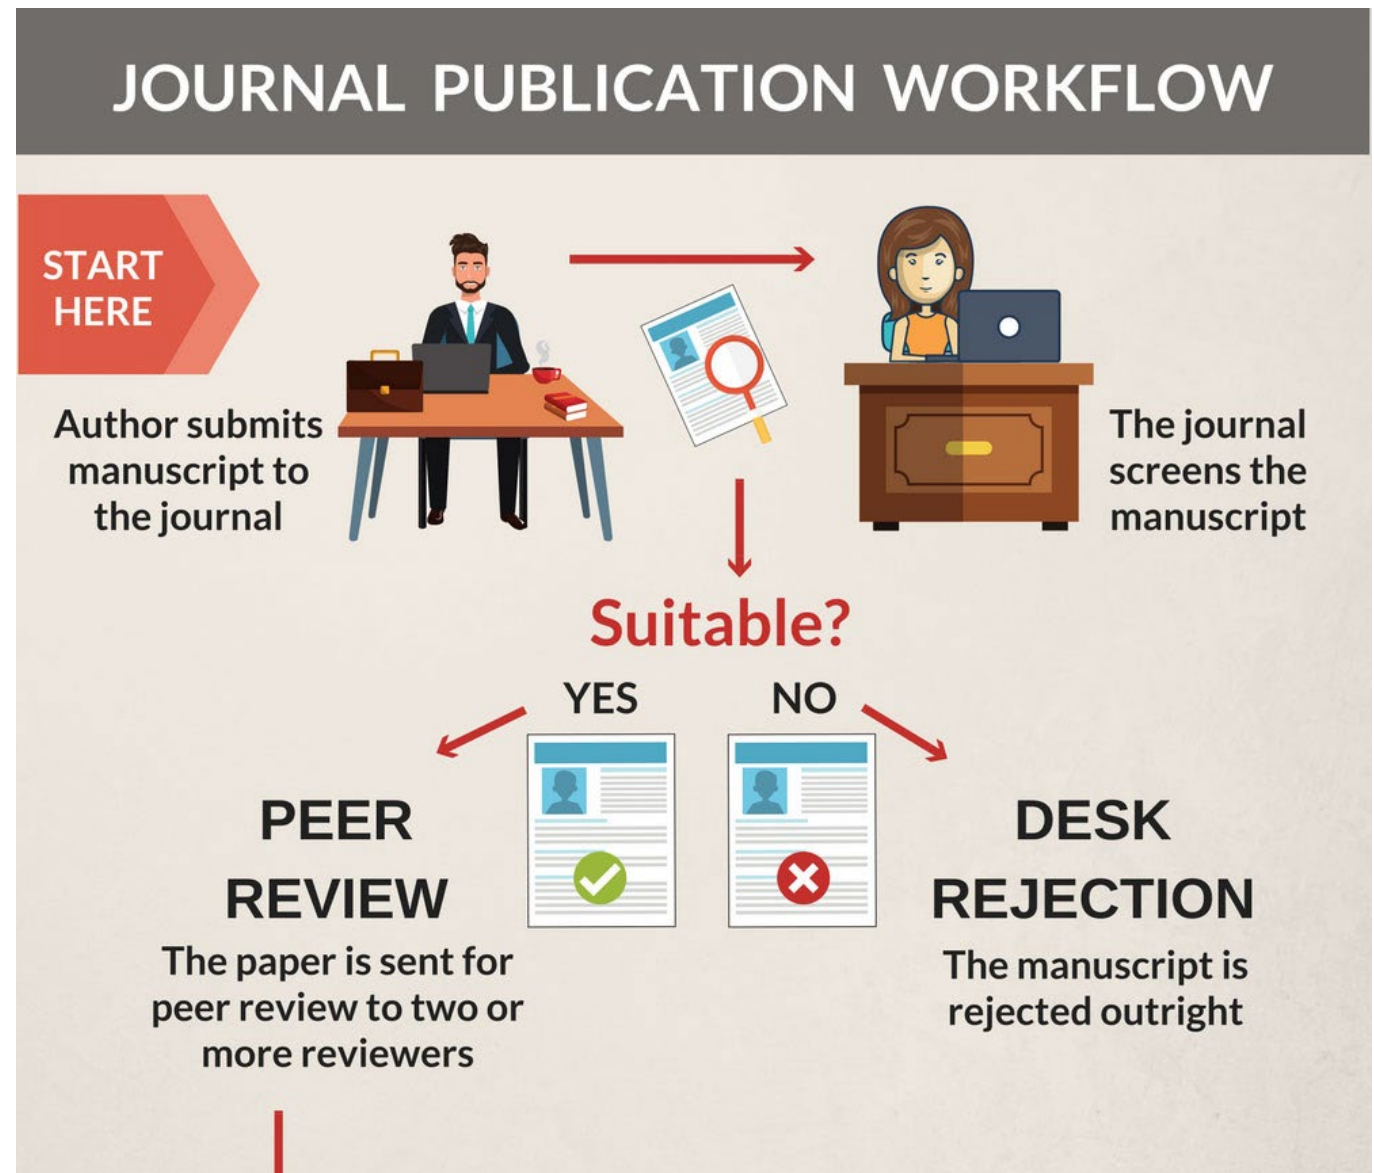 JOURNAL PUBLICATION WORKFLOW
START
HERE
Author submits
manuscript to
the journal
The journal
screens the
manuscript
Suitable?
YES
NO
PEER
REVIEW
The paper is sent for
peer review to two or
more reviewers
DESK
REJECTION
The manuscript is
rejected outright